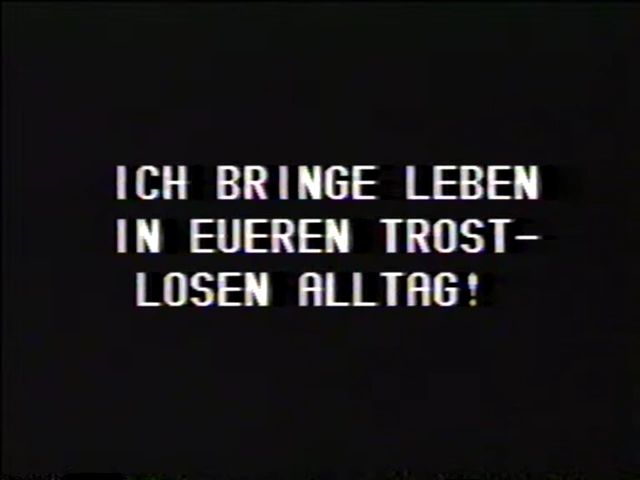 ICH BRINGE LEBEN
IN EUEREN TROST-
LOSEN ALLTAG!